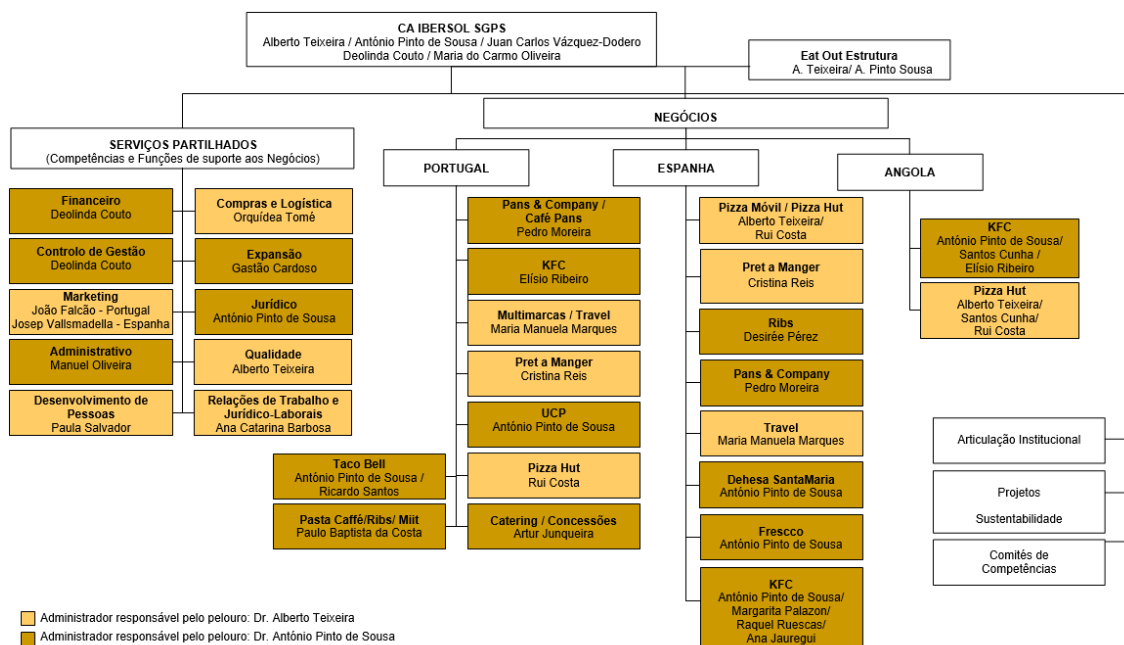 CA IBERSOL SGPS
Alberto Teixeira / António Pinto de Sousa / Juan Carlos Vázquez-Dodero
Deolinda Couto / Maria do Carmo Oliveira
Eat Out Estrutura
A. Teixeira/ A. Pinto Sousa
SERVIÇOS PARTILHADOS
(Competências e Funções de suporte aos Negócios)
Financeiro
Deolinda Couto
Compras e Logística
Orquídea Tomé
Controlo de Gestão
Deolinda Couto
Expansão
Gastão Cardoso
Marketing
João Falcão - Portugal
Josep Vallsmadella - Espanha
Jurídico
António Pinto de Sousa
Administrativo
Manuel Oliveira
Qualidade
Alberto Teixeira
Desenvolvimento de
Pessoas
Paula Salvador
Relações de Trabalho e
Jurídico-Laborais
Ana Catarina Barbosa
NEGÓCIOS
PORTUGAL
Pans & Company /
Café Pans
Pedro Moreira
KFC
Elísio Ribeiro
Multimarcas / Travel
Maria Manuela Marques
Pret a Manger
Cristina Reis
UCP
António Pinto de Sousa
Taco Bell
António Pinto de Sousa /
Ricardo Santos
Pizza Hut
Rui Costa
Pasta Caffé/Ribs/ Miit
Paulo Baptista da Costa
Catering / Concessões
Artur Junqueira
ESPANHA
Pizza Móvil / Pizza Hut
Alberto Teixeira/
Rui Costa
Pret a Manger
Cristina Reis
Ribs
Desirée Pérez
Pans & Company
Pedro Moreira
Travel
Maria Manuela Marques
Dehesa SantaMaria
António Pinto de Sousa
Frescco
António Pinto de Sousa
KFC
António Pinto de Sousa/
Margarita Palazon/
Raquel Ruescas/
Ana Jauregui
ANGOLA
KFC
António Pinto de Sousa/
Santos Cunha /
Elísio Ribeiro
Pizza Hut
Alberto Teixeira/
Santos Cunha/
Rui Costa
Articulação Institucional
Projetos
Sustentabilidade
Comités de
Competências
Administrador responsável pelo pelouro: Dr. Alberto Teixeira
Administrador responsável pelo pelouro: Dr. António Pinto de Sousa